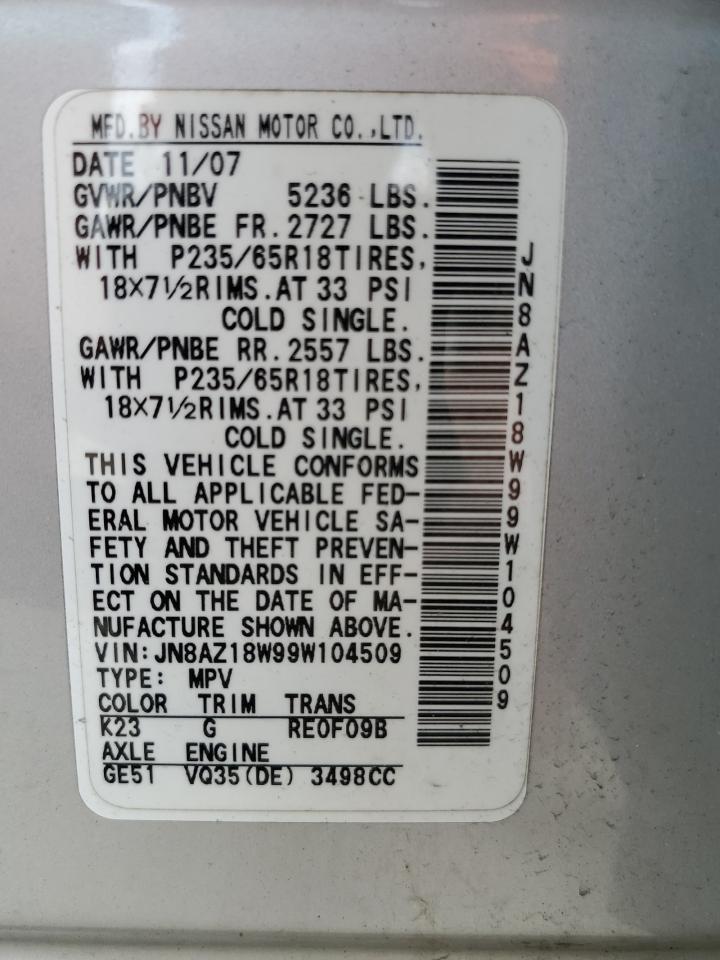 MFD.BY NISSAN MOTOR CO.,LTD.
DATE 11/07
GVWR/PNBV 5236 LBS.
GAWR/PNBE FR. 2727 LBS.
WITH P235/65R18TIRES,
18×7½RIMS.AT 33 PSI
COLD SINGLE.
GAWR/PNBE RR. 2557 LBS.
WITH P235/65R18TIRES,
18×7½RIMS.AT 33 PSI
COLD SINGLE.
THIS VEHICLE CONFORMS
TO ALL APPLICABLE FED-
ERAL MOTOR VEHICLE SA-
FETY AND THEFT PREVEN-
TION STANDARDS IN EFF-
ECT ON THE DATE OF MA-
NUFACTURE SHOWN ABOVE.
VIN:JN8AZ18W99W104509
TYPE: MPV
COLOR TRIM TRANS
K23 G RE0F09B
AXLE ENGINE
GE51 VQ35(DE) 3498CC
JN8AZ18W99W104509